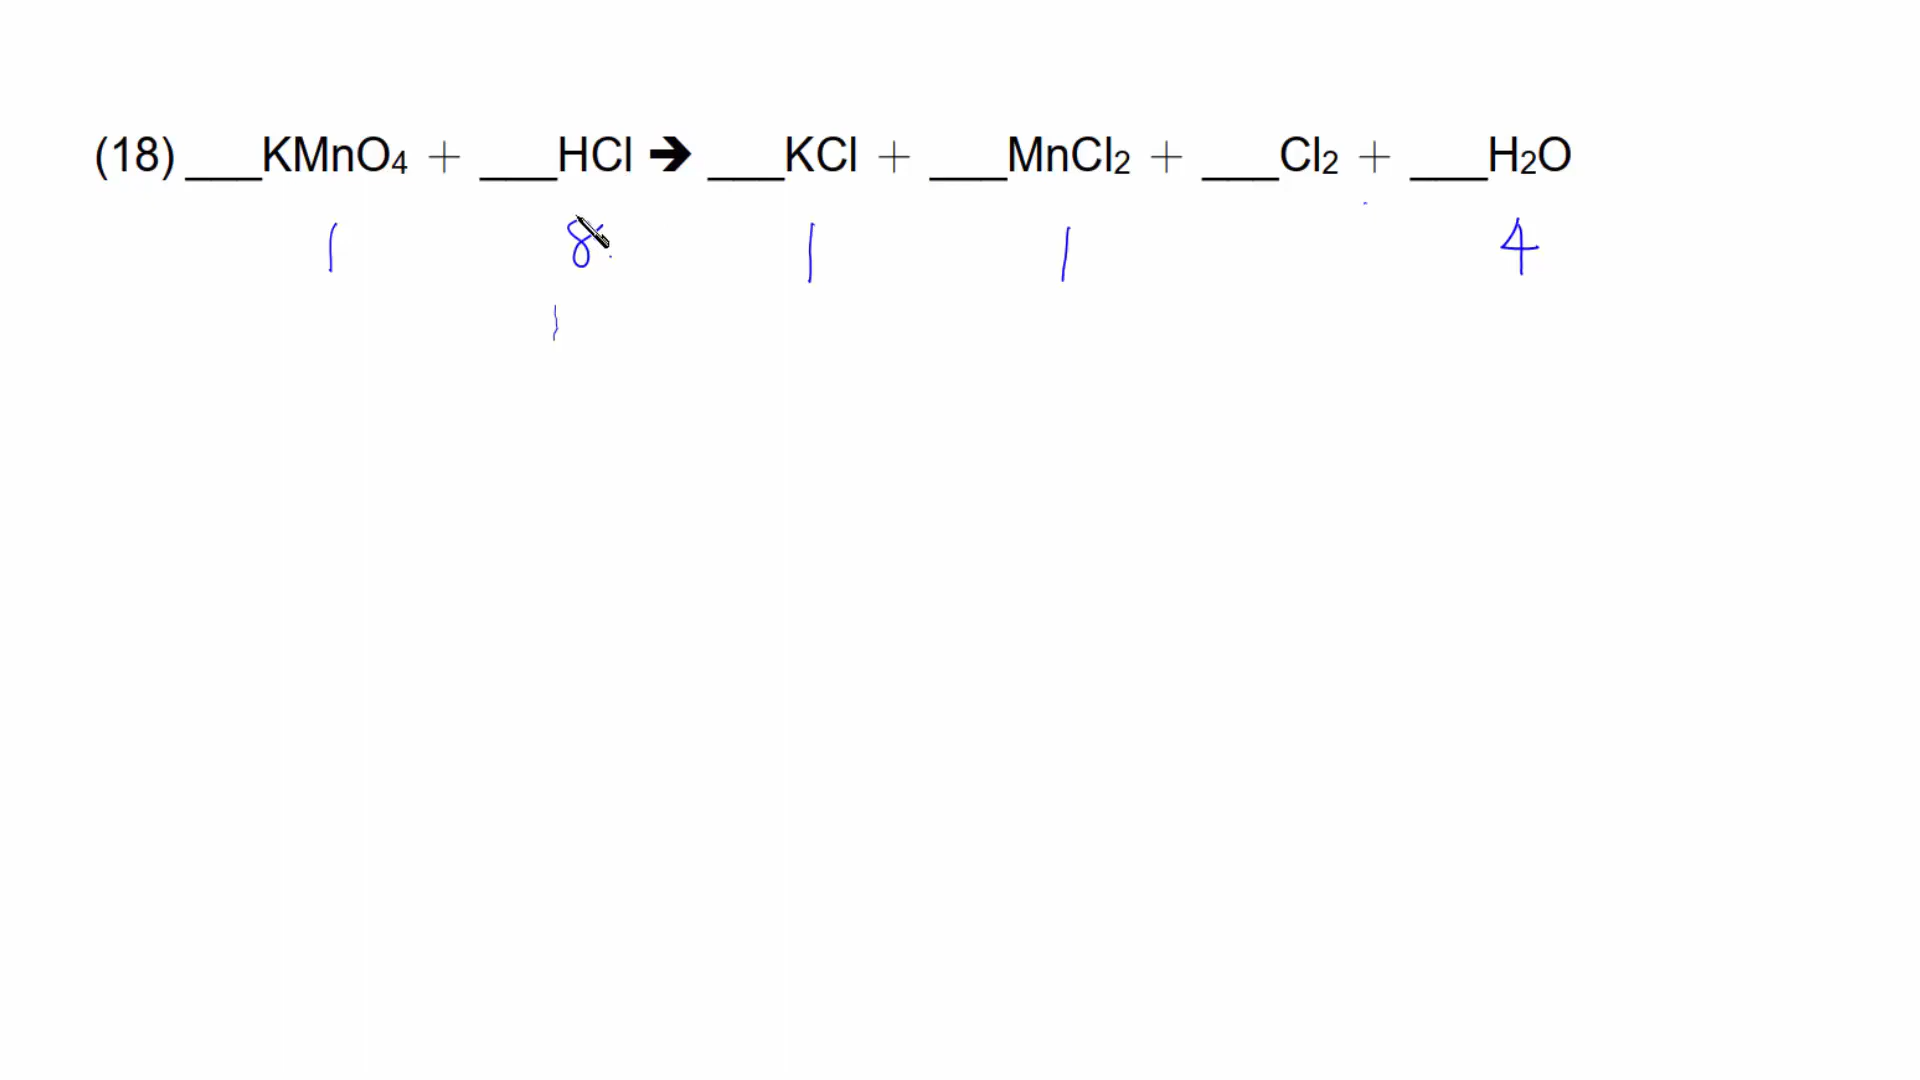 (18) ___KMnO4 + ___HCl ➔ ___KCl + ___MnCl2 + ___Cl2 + ___H2O
1 8 1 1 4